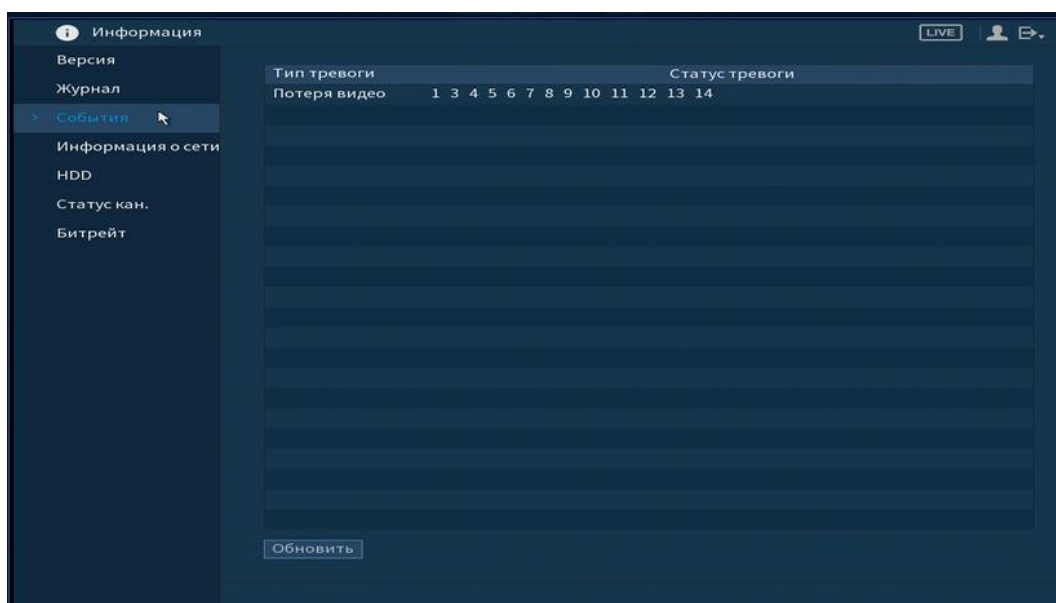 Информация
LIVE
Версия
Журнал
События
Информация о сети
HDD
Статус кан.
Битрейт
Тип тревоги Статус тревоги
Потеря видео 1 3 4 5 6 7 8 9 10 11 12 13 14
Обновить